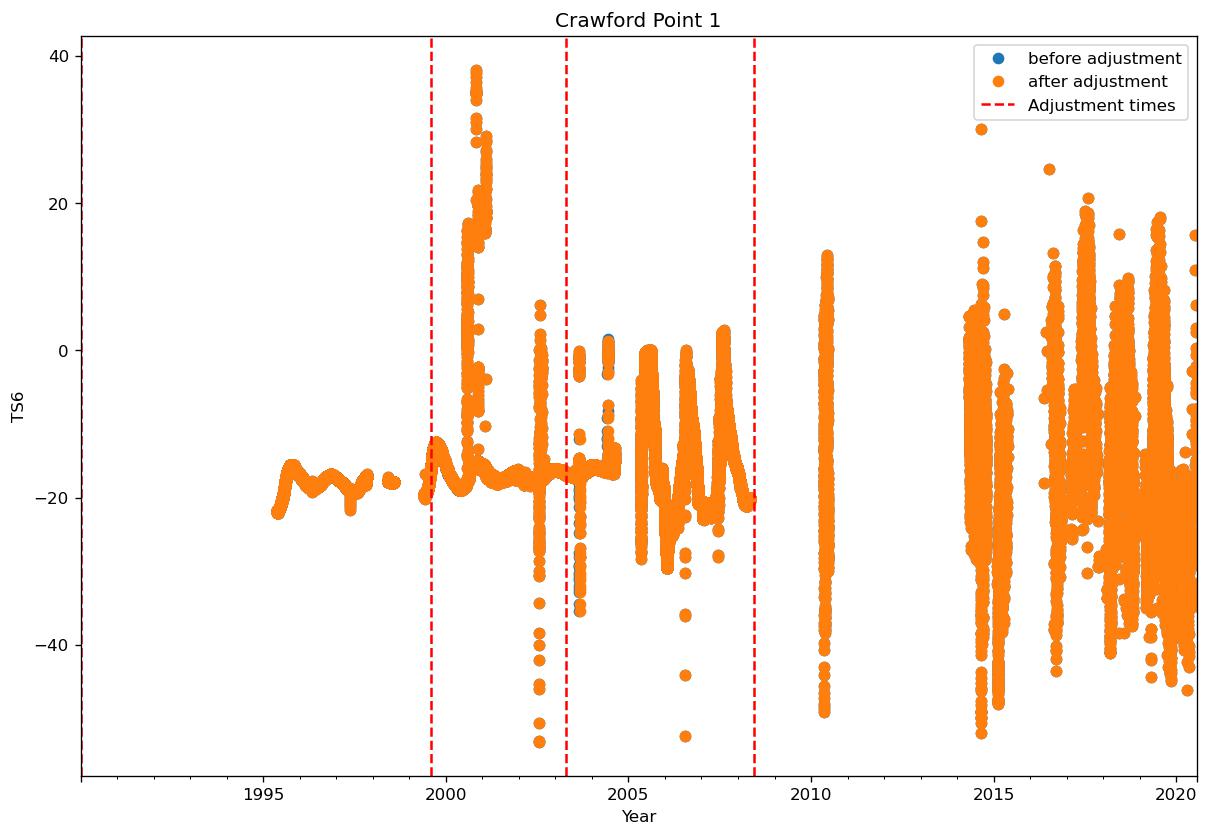 Crawford Point 1
before adjustment
after adjustment
Adjustment times
40
20
0
−20
−40
TS6
1995
2000
2005
2010
2015
2020
Year